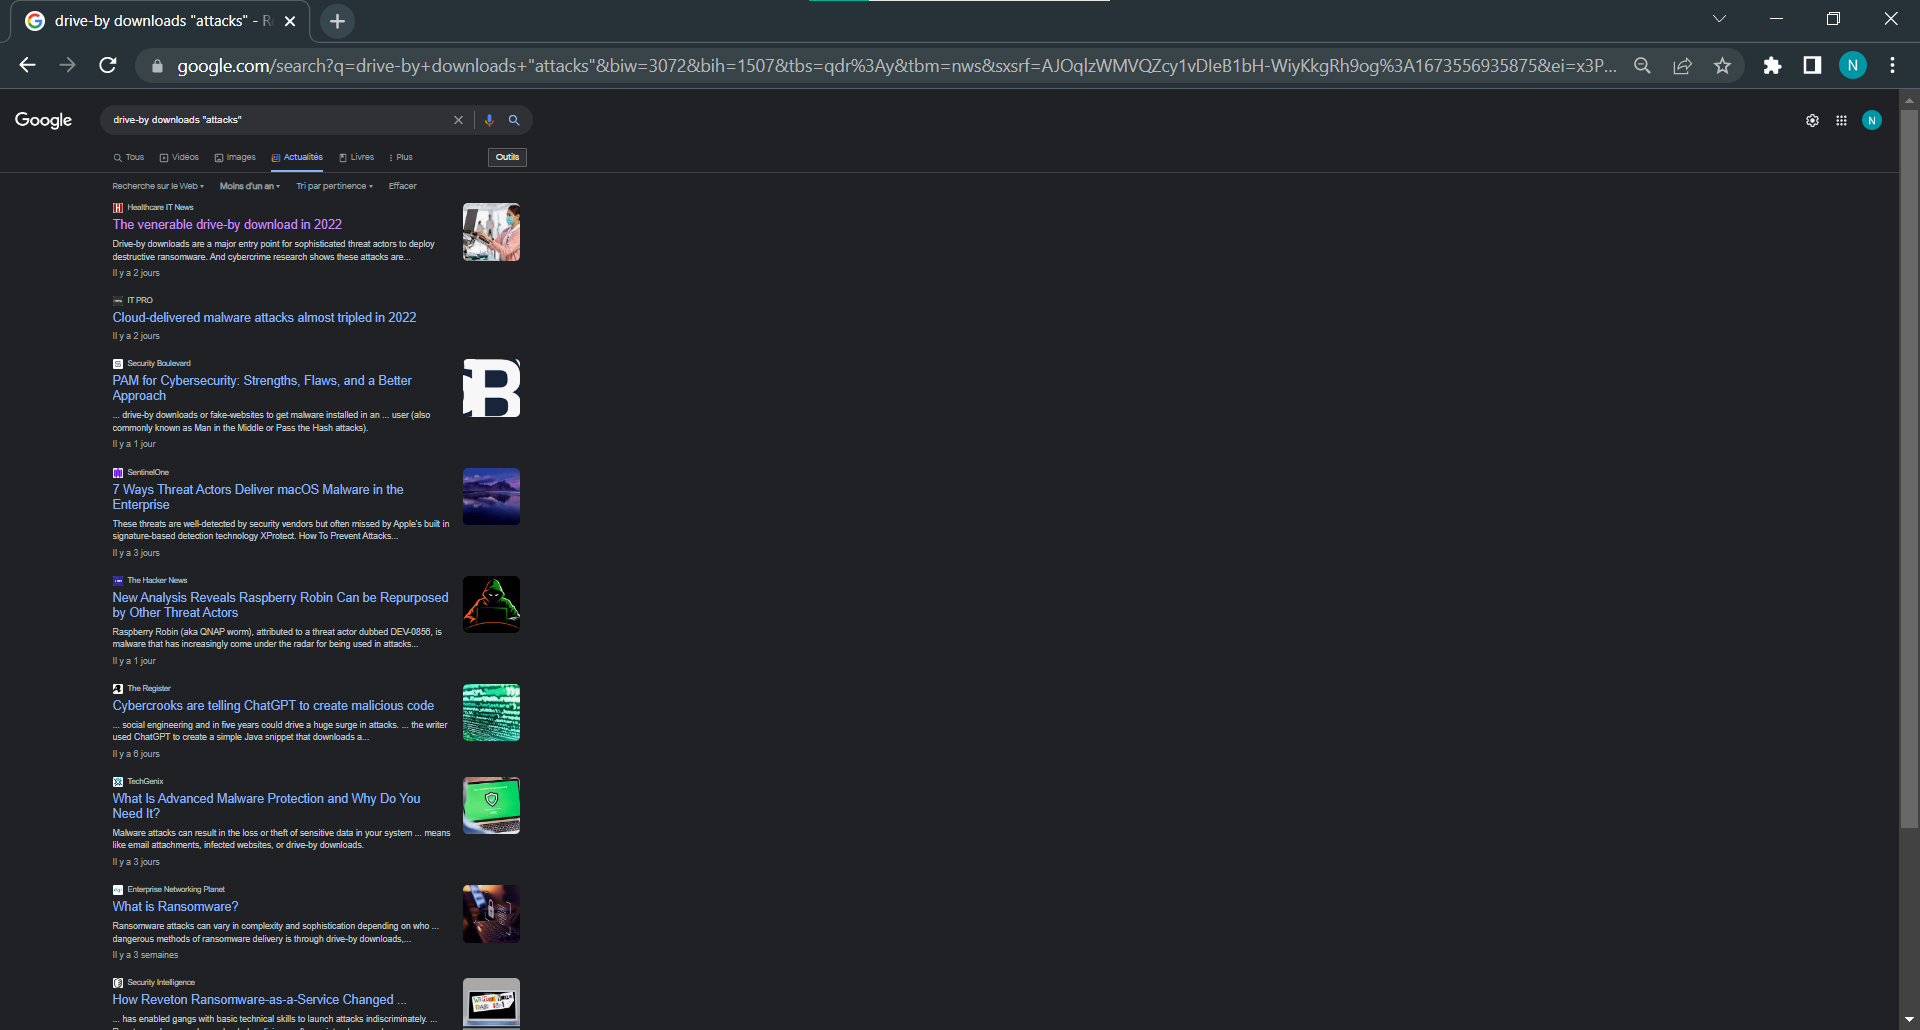 drive-by downloads "attacks" - R
google.com/search?q=drive-by+downloads+"attacks"&biw=3072&bih=1507&tbs=qdr%3Ay&tbm=nws&sxsrf=AJOqlzWMVQZcy1vDIeB1bH-WiyKkgRh9og%3A1673556935875&ei=x3P...
N
Google
drive-by downloads "attacks"
N
Tous Vidéos Images Actualités Livres Plus Outils
Recherche sur le Web Moins d'un an Tri par pertinence Effacer
Healthcare IT News
The venerable drive-by download in 2022
Drive-by downloads are a major entry point for sophisticated threat actors to deploy
destructive ransomware. And cybercrime research shows these attacks are...
Il y a 2 jours
IT PRO
Cloud-delivered malware attacks almost tripled in 2022
Il y a 2 jours
Security Boulevard
PAM for Cybersecurity: Strengths, Flaws, and a Better
Approach
... drive-by downloads or fake-websites to get malware installed in an ... user (also
commonly known as Man in the Middle or Pass the Hash attacks).
Il y a 1 jour
B
SentinelOne
7 Ways Threat Actors Deliver macOS Malware in the
Enterprise
These threats are well-detected by security vendors but often missed by Apple's built in
signature-based detection technology XProtect. How To Prevent Attacks...
Il y a 3 jours
The Hacker News
New Analysis Reveals Raspberry Robin Can be Repurposed
by Other Threat Actors
Raspberry Robin (aka QNAP worm), attributed to a threat actor dubbed DEV-0856, is
malware that has increasingly come under the radar for being used in attacks...
Il y a 1 jour
The Register
Cybercrooks are telling ChatGPT to create malicious code
... social engineering and in five years could drive a huge surge in attacks. ... the writer
used ChatGPT to create a simple Java snippet that downloads a...
Il y a 6 jours
TechGenix
What Is Advanced Malware Protection and Why Do You
Need It?
Malware attacks can result in the loss or theft of sensitive data in your system ... means
like email attachments, infected websites, or drive-by downloads.
Il y a 3 jours
Enterprise Networking Planet
What is Ransomware?
Ransomware attacks can vary in complexity and sophistication depending on who ...
dangerous methods of ransomware delivery is through drive-by downloads,...
Il y a 3 semaines
Security Intelligence
How Reveton Ransomware-as-a-Service Changed ...
... has enabled gangs with basic technical skills to launch attacks indiscriminately. ...